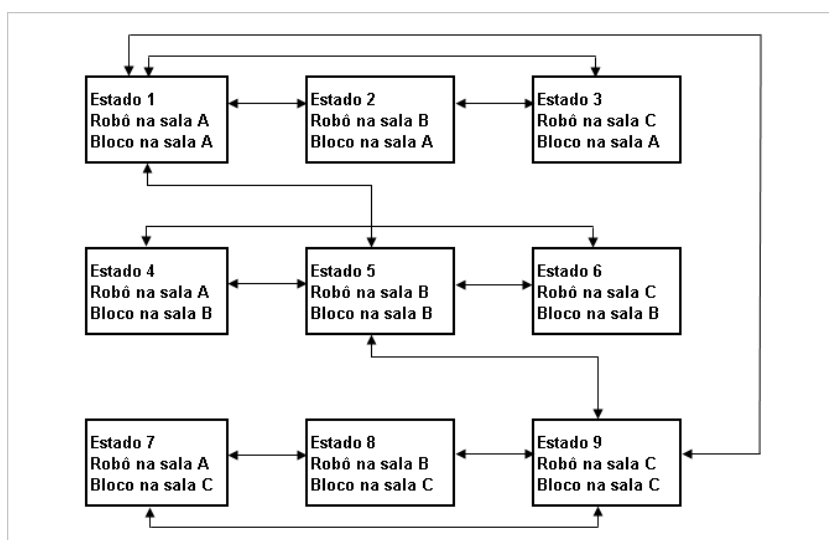 Estado 1
Robô na sala A
Bloco na sala A
Estado 2
Robô na sala B
Bloco na sala A
Estado 3
Robô na sala C
Bloco na sala A
Estado 4
Robô na sala A
Bloco na sala B
Estado 5
Robô na sala B
Bloco na sala B
Estado 6
Robô na sala C
Bloco na sala B
Estado 7
Robô na sala A
Bloco na sala C
Estado 8
Robô na sala B
Bloco na sala C
Estado 9
Robô na sala C
Bloco na sala C